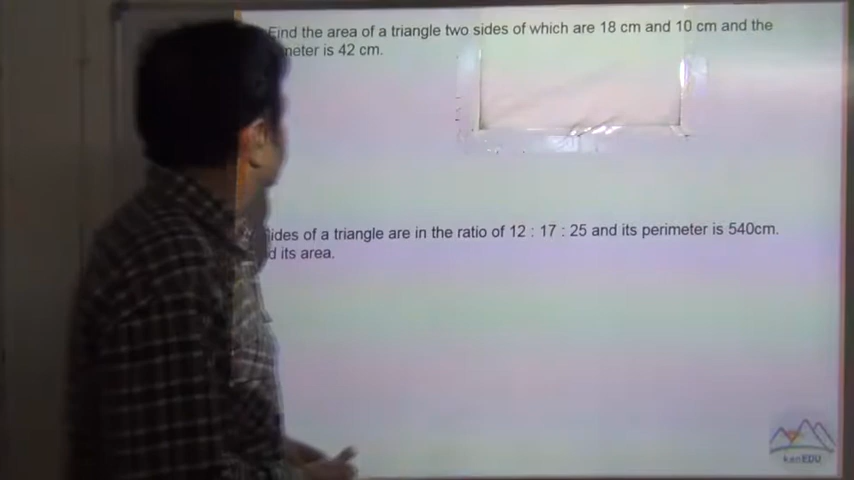 Find the area of a triangle two sides of which are 18 cm and 10 cm and the
meter is 42 cm.
ides of a triangle are in the ratio of 12 : 17 : 25 and its perimeter is 540cm.
d its area.
kenEDU